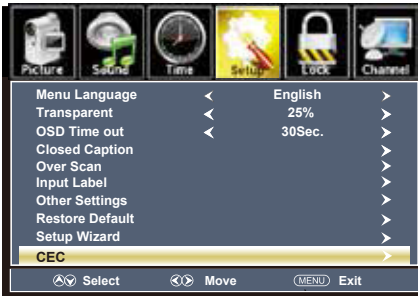 Picture Sound Time Setup Lock Channel
Menu Language English
Transparent 25%
OSD Time out 30Sec.
Closed Caption
Over Scan
Input Label
Other Settings
Restore Default
Setup Wizard
CEC
Select Move MENU Exit